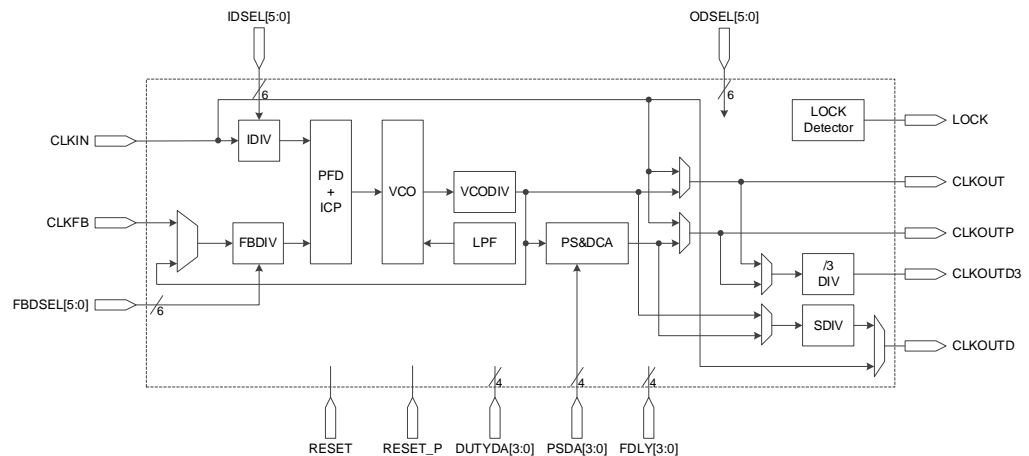 IDSEL[5:0]
ODSEL[5:0]
6
6
CLKIN
IDIV
LOCK
Detector
LOCK
PFD
+
ICP
VCO
VCODIV
CLKOUT
CLKFB
FBDIV
LPF
PS&DCA
CLKOUTP
/3
DIV
CLKOUTD3
FBDSEL[5:0]
6
SDIV
CLKOUTD
4
4
4
RESET
RESET_P
DUTYDA[3:0]
PSDA[3:0]
FDLY[3:0]